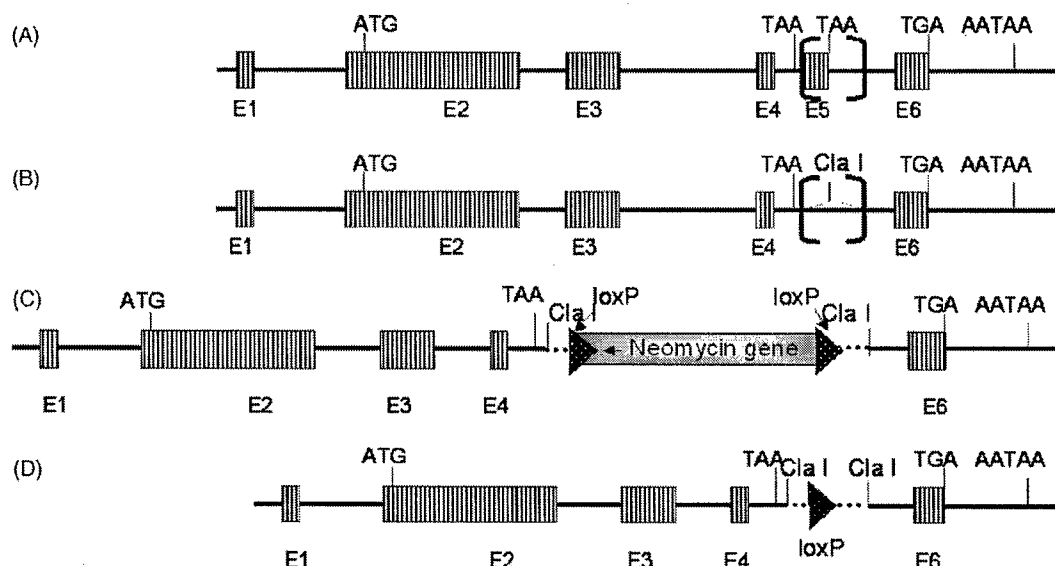 (A)
ATG TAA TAA TGA AATAA
E1 E2 E3 E4 E5 E6
(B)
ATG TAA Cla I TGA AATAA
E1 E2 E3 E4 E6
(C)
ATG TAA Cla I loxP loxP Cla I TGA AATAA
Neomycin gene
E1 E2 E3 E4 E6
(D)
ATG TAA Cla I Cla I TGA AATAA
E1 E2 E3 E4 loxP E6